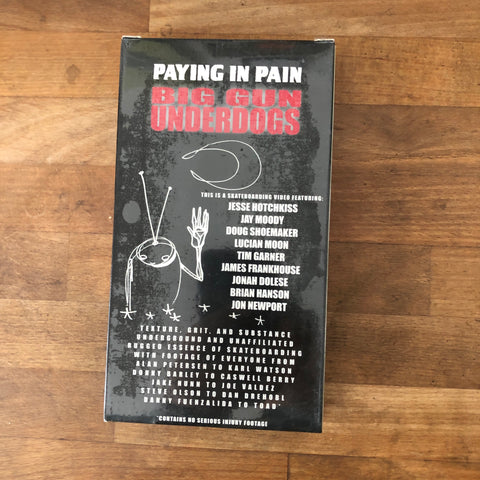 PAYING IN PAIN
BIG GUN
UNDERDOGS
THIS IS A SKATEBOARDING VIDEO FEATURING:
JESSE HOTCHKISS
JAY MOODY
DOUG SHOEMAKER
LUCIAN MOON
TIM GARNER
JAMES FRANKHOUSE
JONAH DOLESE
BRIAN HANSON
JON NEWPORT
TEXTURE, GRIT, AND SUBSTANCE
UNDERGROUND AND UNAFFILIATED
RUGGED ESSENCE OF SKATEBOARDING
WITH FOOTAGE OF EVERYONE FROM
ALAN PETERSEN TO KARL WATSON
DONNY BARLEY TO CASWELL BERRY
JAKE NUNN TO JOE VALDEZ
STEVE OLSON TO DAN DREHOBL
DANNY FUENZALIDA TO TOAD*
*CONTAINS NO SERIOUS INJURY FOOTAGE